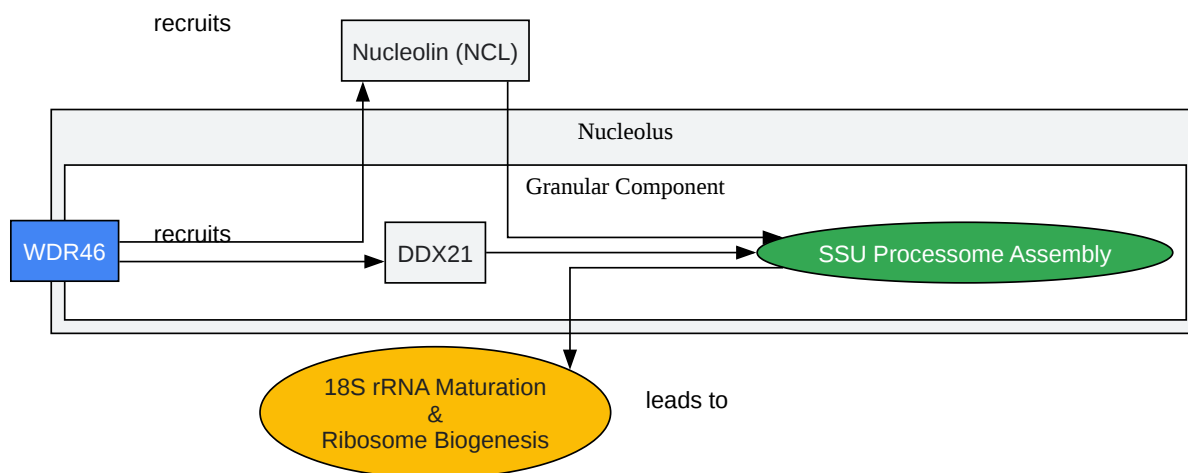 recruits
Nucleolin (NCL)
Nucleolus
Granular Component
recruits
WDR46
DDX21
SSU Processome Assembly
18S rRNA Maturation
&
Ribosome Biogenesis
leads to